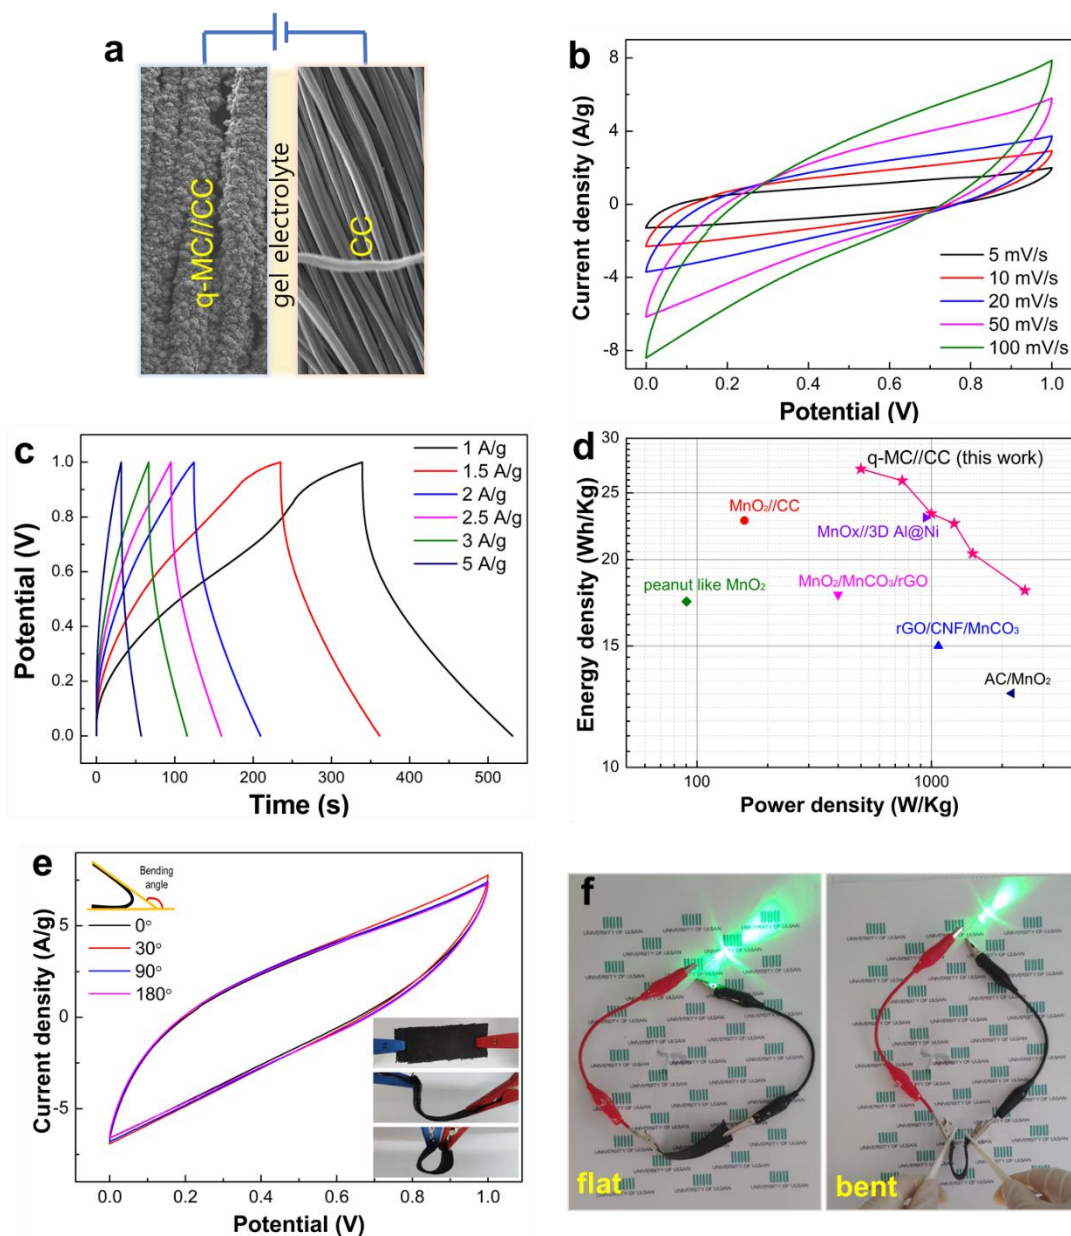 a
q-MC//CC
gel electrolyte
CC
b
Current density (A/g)
8
4
0
-4
-8
5 mV/s
10 mV/s
20 mV/s
50 mV/s
100 mV/s
0.0 0.2 0.4 0.6 0.8 1.0
Potential (V)
c
Potential (V)
1.0
0.8
0.6
0.4
0.2
0.0
1 A/g
1.5 A/g
2 A/g
2.5 A/g
3 A/g
5 A/g
0 100 200 300 400 500
Time (s)
d
Energy density (Wh/Kg)
30
25
20
15
10
q-MC//CC (this work)
MnO₂//CC
MnOx//3D Al@Ni
peanut like MnO₂
MnO₂/MnCO₃/rGO
rGO/CNF/MnCO₃
AC/MnO₂
100 1000
Power density (W/Kg)
e
Current density (A/g)
5
0
-5
Bending
angle
0°
30°
90°
180°
0.0 0.2 0.4 0.6 0.8 1.0
Potential (V)
f
UNIVERSITY OF ULSAN
flat
UNIVERSITY OF ULSAN
bent